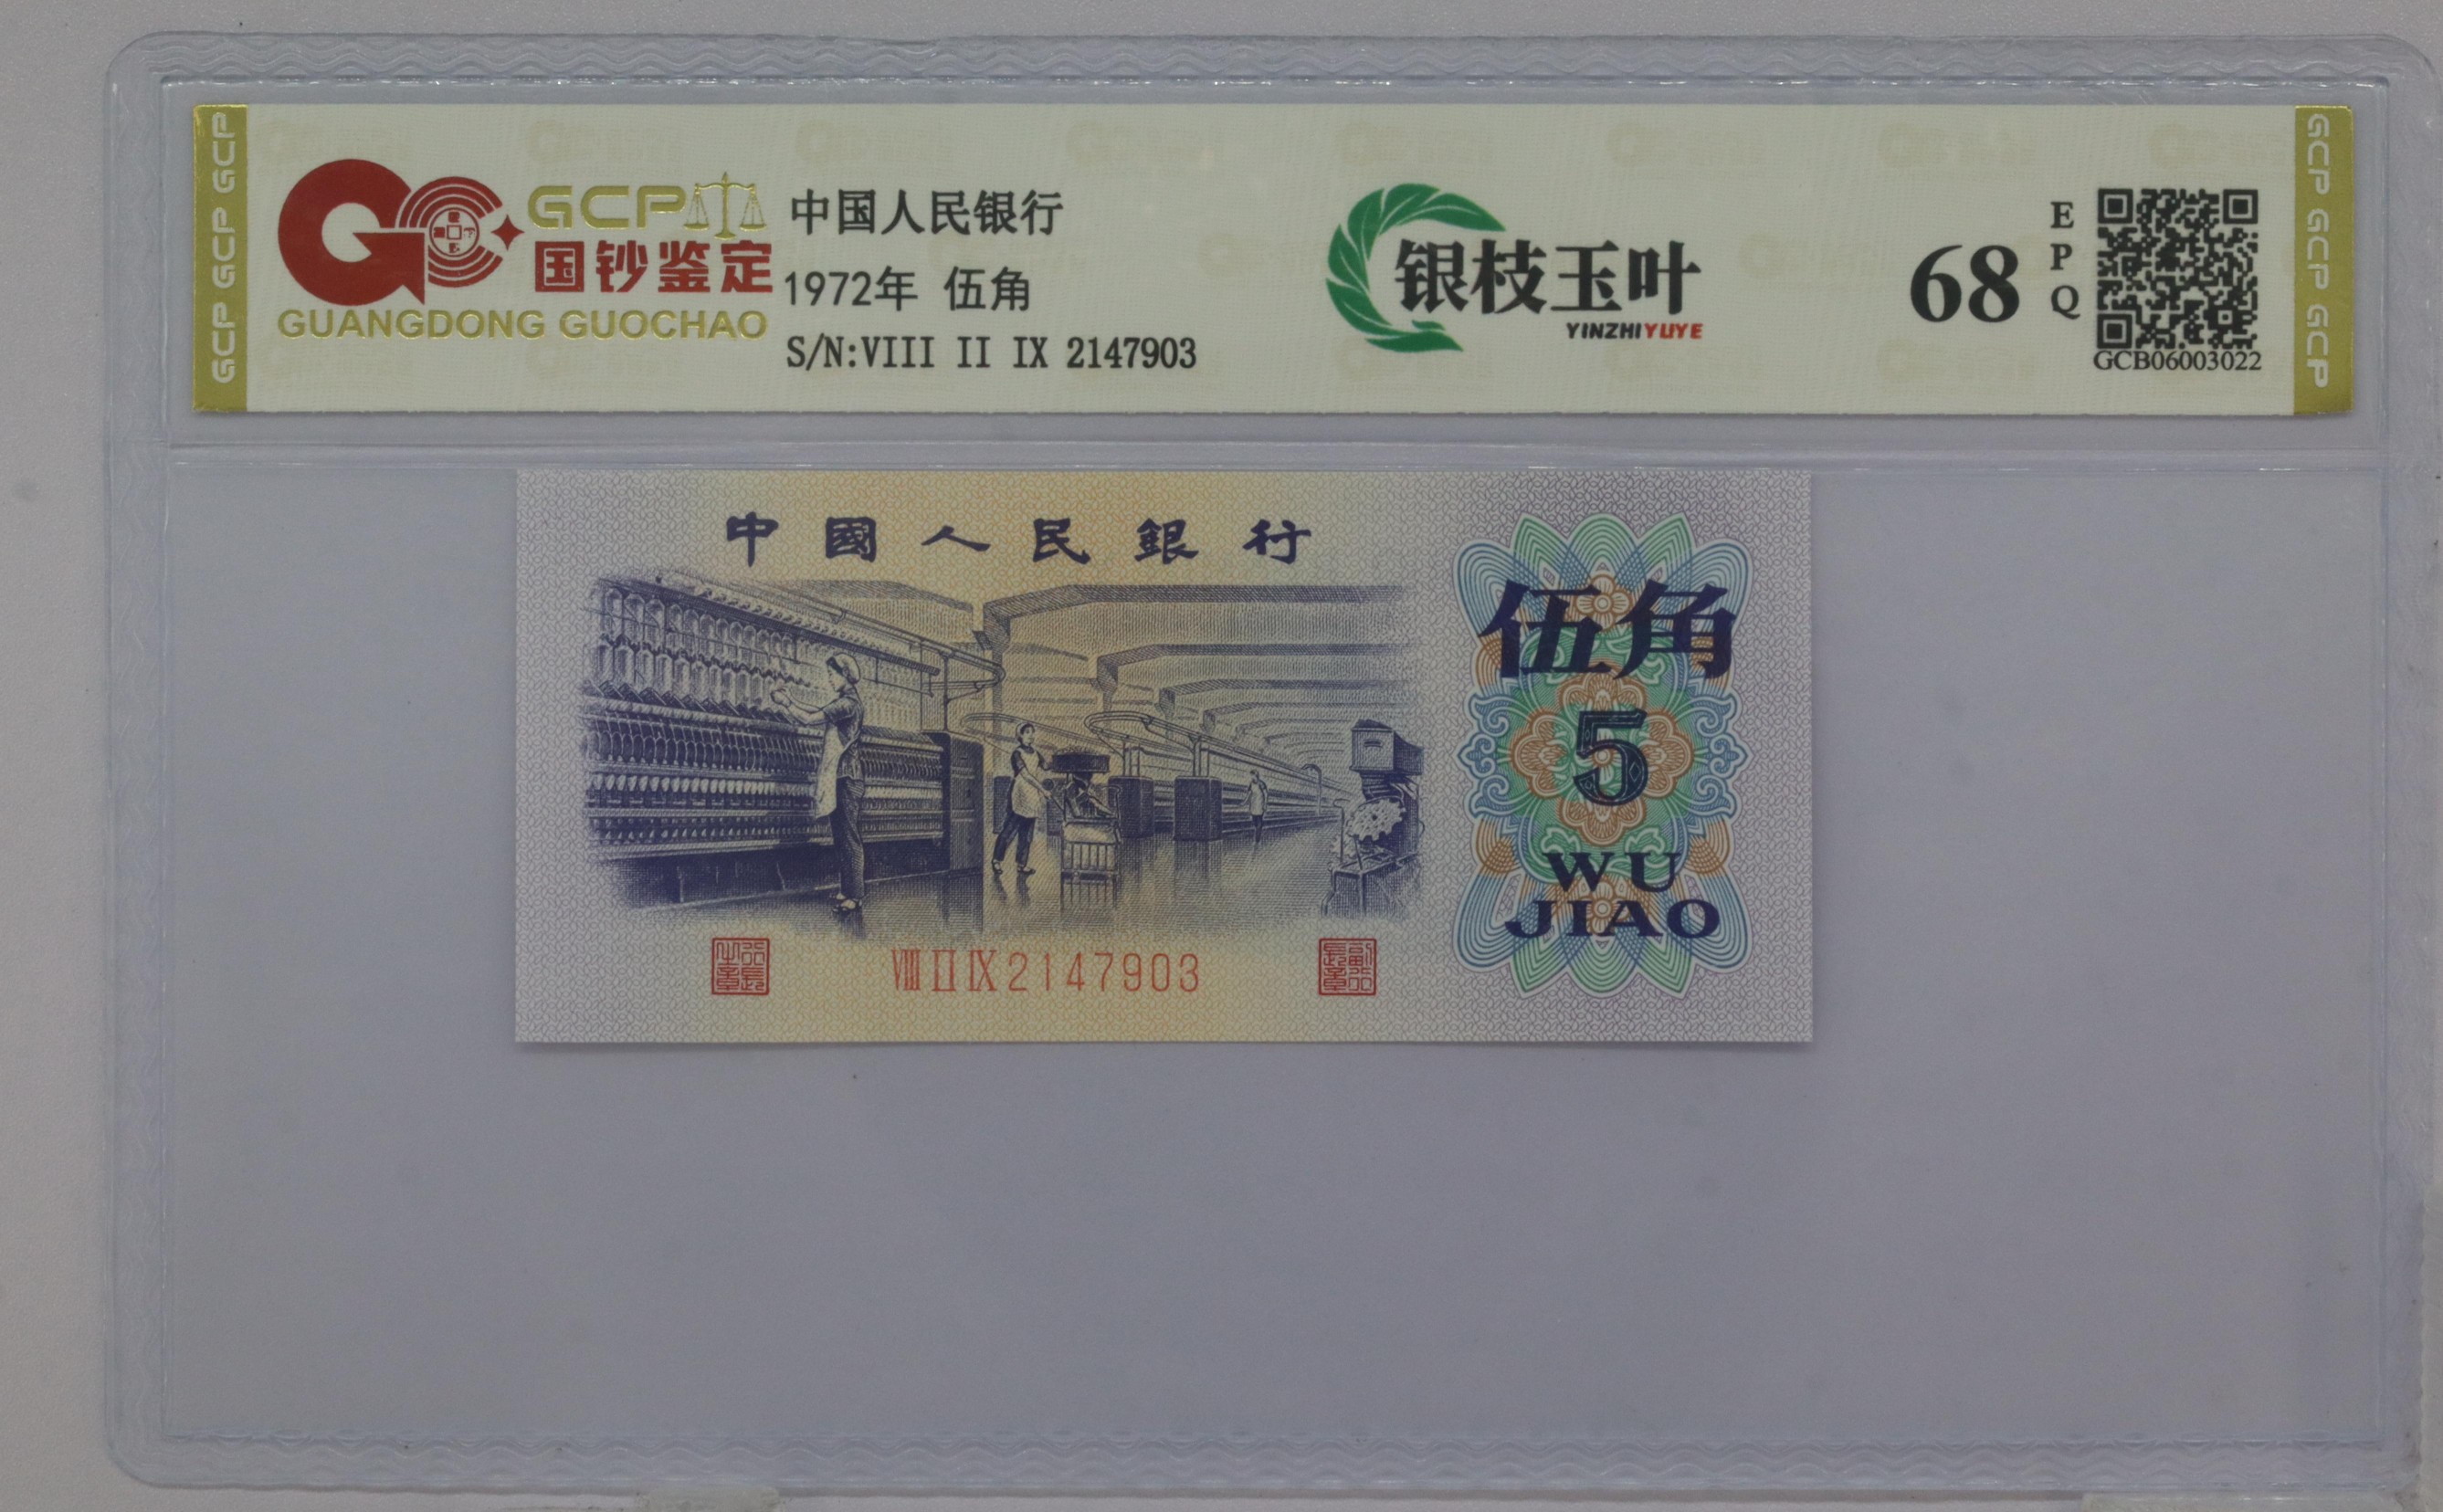 GCP GCP GCP
GCP
国钞鉴定
GUANGDONG GUOCHAO
中国人民银行
1972年 伍角
S/N:VIII II IX 2147903
银枝玉叶
YINZHIYUYE
68
EPQ
GCB06003022
GCP GCP GCP
中國人民銀行
伍角
5
WU
JIAO
VIII II IX 2147903